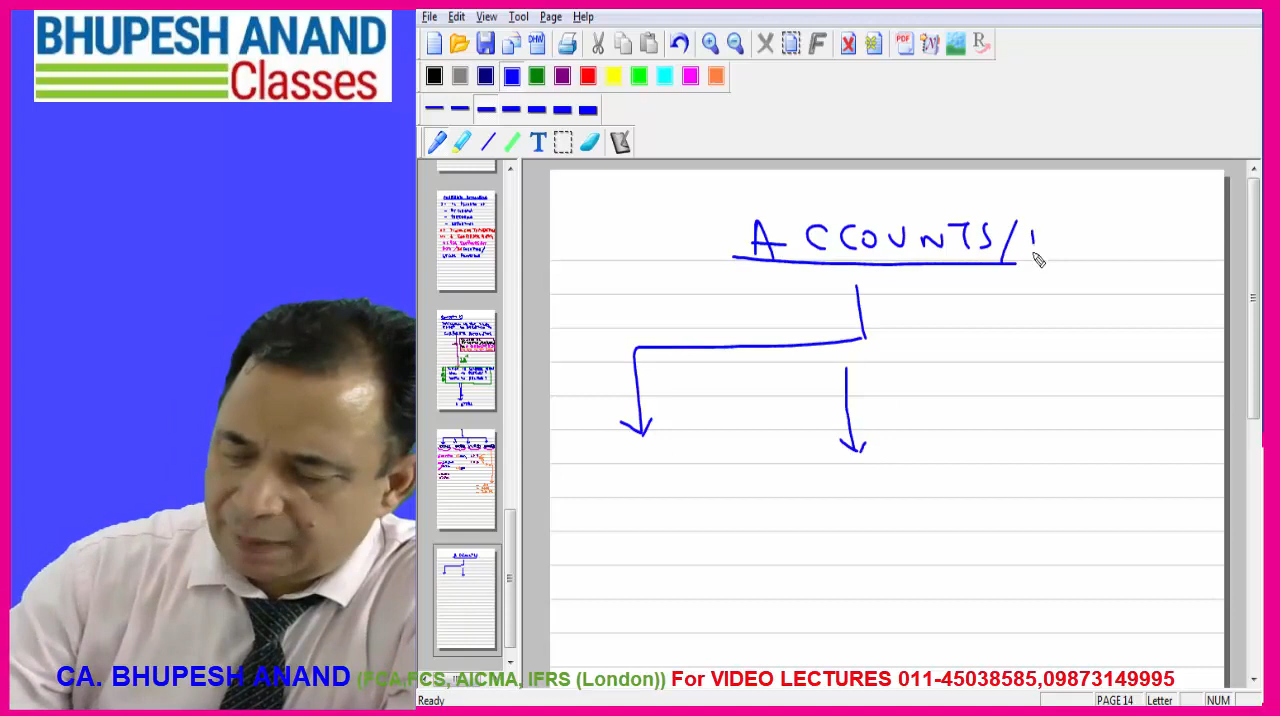 BHUPESH ANAND
Classes
File Edit View Tool Page Help
ACCOUNTS/
CA. BHUPESH ANAND (FCA,FCS, AICMA, IFRS (London)) For VIDEO LECTURES 011-45038585,09873149995
Ready PAGE 14 Letter NUM